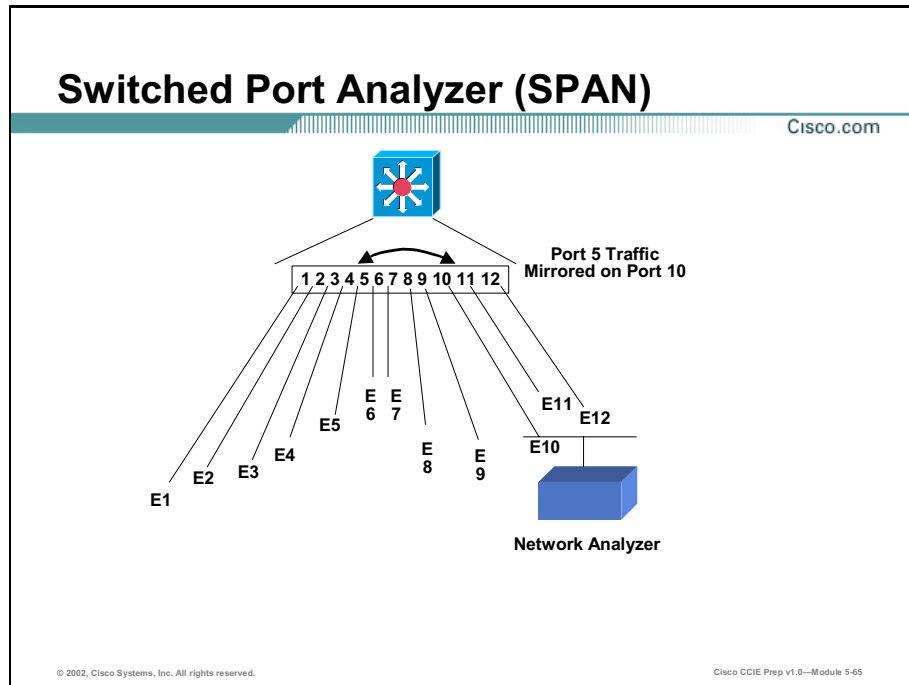 Switched Port Analyzer (SPAN)
Cisco.com
Port 5 Traffic
Mirrored on Port 10
1 2 3 4 5 6 7 8 9 10 11 12
E
6
E
7
E11
E12
E5
E10
E4
E
8
E
9
E3
E2
E1
Network Analyzer
© 2002, Cisco Systems, Inc. All rights reserved.
Cisco CCIE Prep v1.0—Module 5-65